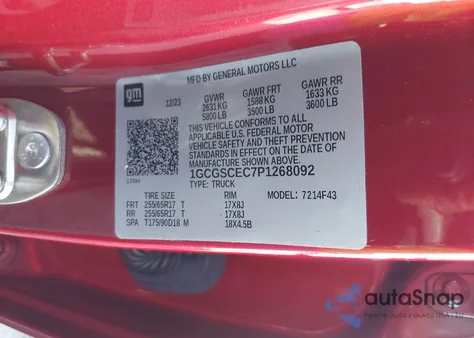 MFD BY GENERAL MOTORS LLC
gm
12/23 GVWR GAWR FRT GAWR RR
2631 KG 1588 KG 1633 KG
5800 LB 3500 LB 3600 LB
THIS VEHICLE CONFORMS TO ALL
APPLICABLE U.S. FEDERAL MOTOR
VEHICLE SAFETY AND THEFT PREVENTION
STANDARDS IN EFFECT ON THE DATE OF
MANUFACTURE SHOWN ABOVE.
1GCGSCEC7P1268092
TYPE: TRUCK MODEL: 7214F43
TIRE SIZE RIM
FRT 255/65R17 T 17X8J
RR 255/65R17 T 17X8J
SPA T175/90D18 M 18X4.5B
autaSnap
aukcji USA